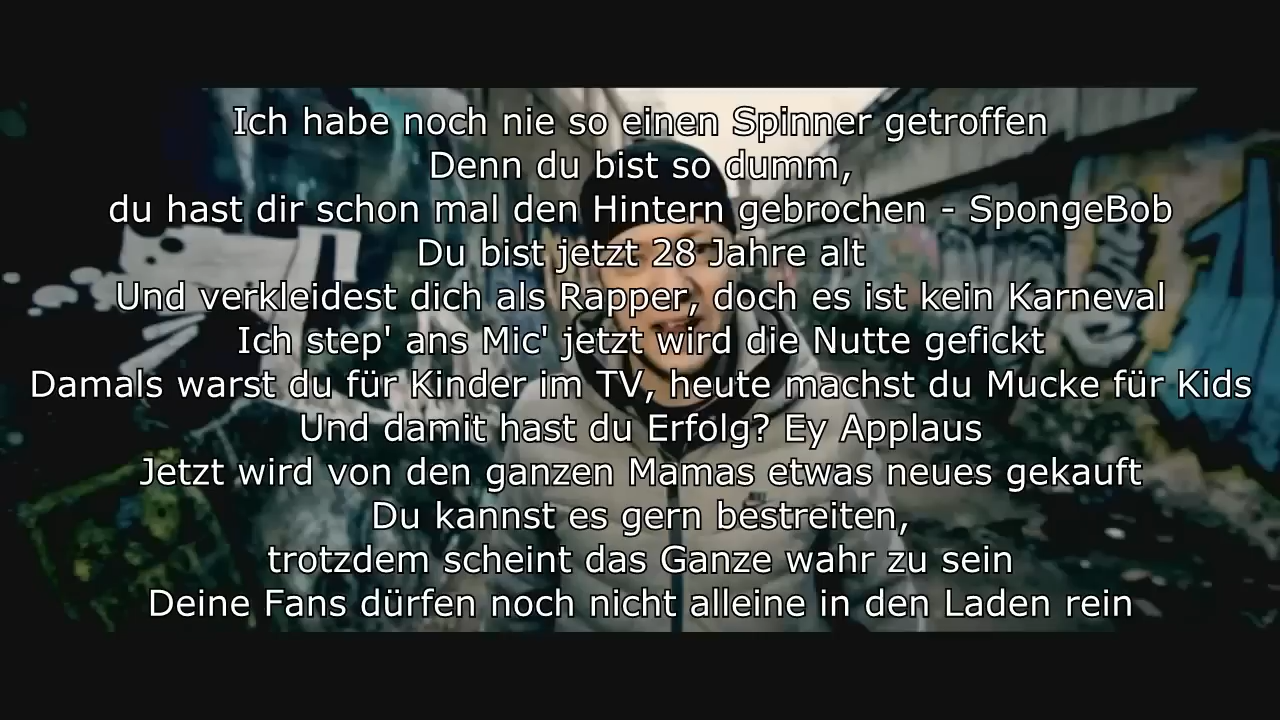 Ich habe noch nie so einen Spinner getroffen
Denn du bist so dumm,
du hast dir schon mal den Hintern gebrochen - SpongeBob
Du bist jetzt 28 Jahre alt
Und verkleidest dich als Rapper, doch es ist kein Karneval
Ich step' ans Mic' jetzt wird die Nutte gefickt
Damals warst du für Kinder im TV, heute machst du Mucke für Kids
Und damit hast du Erfolg? Ey Applaus
Jetzt wird von den ganzen Mamas etwas neues gekauft
Du kannst es gern bestreiten,
trotzdem scheint das Ganze wahr zu sein
Deine Fans dürfen noch nicht alleine in den Laden rein